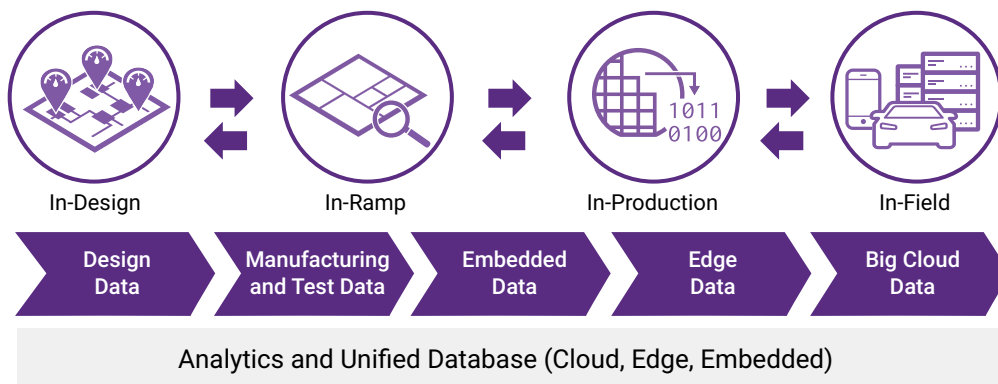 1011
0100
In-Design
In-Ramp
In-Production
In-Field
Design
Data
Manufacturing
and Test Data
Embedded
Data
Edge
Data
Big Cloud
Data
Analytics and Unified Database (Cloud, Edge, Embedded)